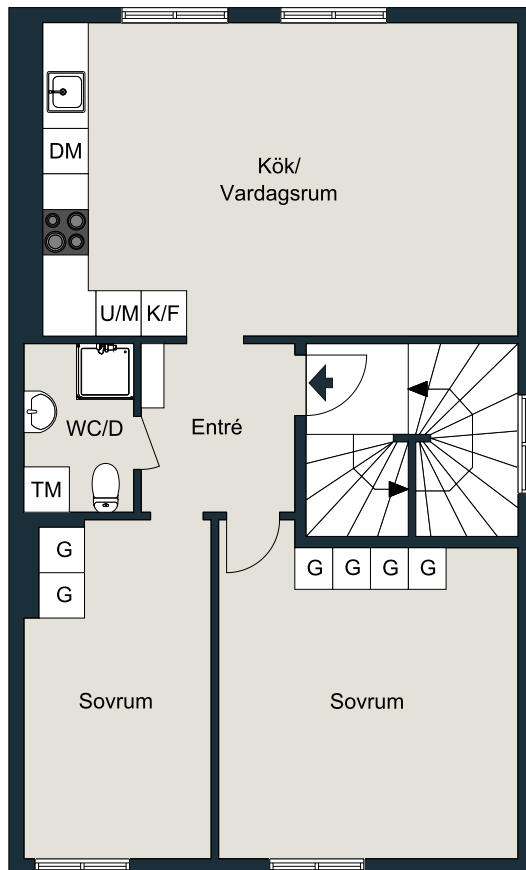 DM
Kök/
Vardagsrum
U/M K/F
WC/D
Entré
TM
G
G
G G G G
Sovrum
Sovrum